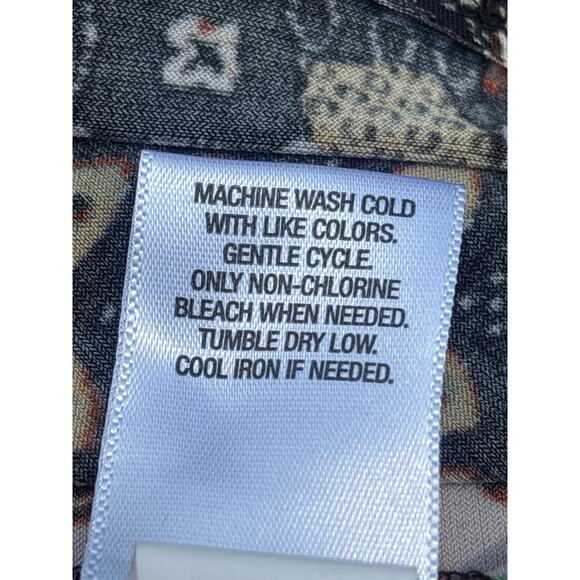 MACHINE WASH COLD
WITH LIKE COLORS.
GENTLE CYCLE.
ONLY NON-CHLORINE
BLEACH WHEN NEEDED.
TUMBLE DRY LOW.
COOL IRON IF NEEDED.